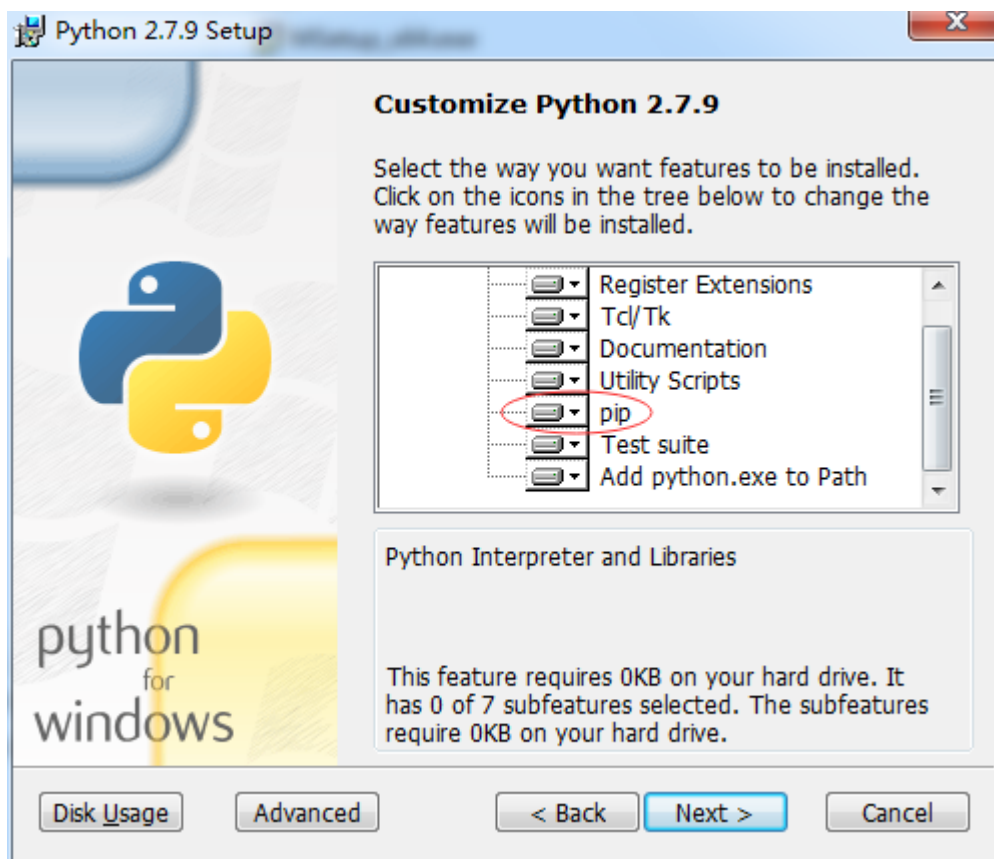 Python 2.7.9 Setup
Customize Python 2.7.9
Select the way you want features to be installed.
Click on the icons in the tree below to change the
way features will be installed.
Register Extensions
Tcl/Tk
Documentation
Utility Scripts
pip
Test suite
Add python.exe to Path
Python Interpreter and Libraries
This feature requires 0KB on your hard drive. It
has 0 of 7 subfeatures selected. The subfeatures
require 0KB on your hard drive.
python
for
windows
Disk Usage
Advanced
< Back
Next >
Cancel